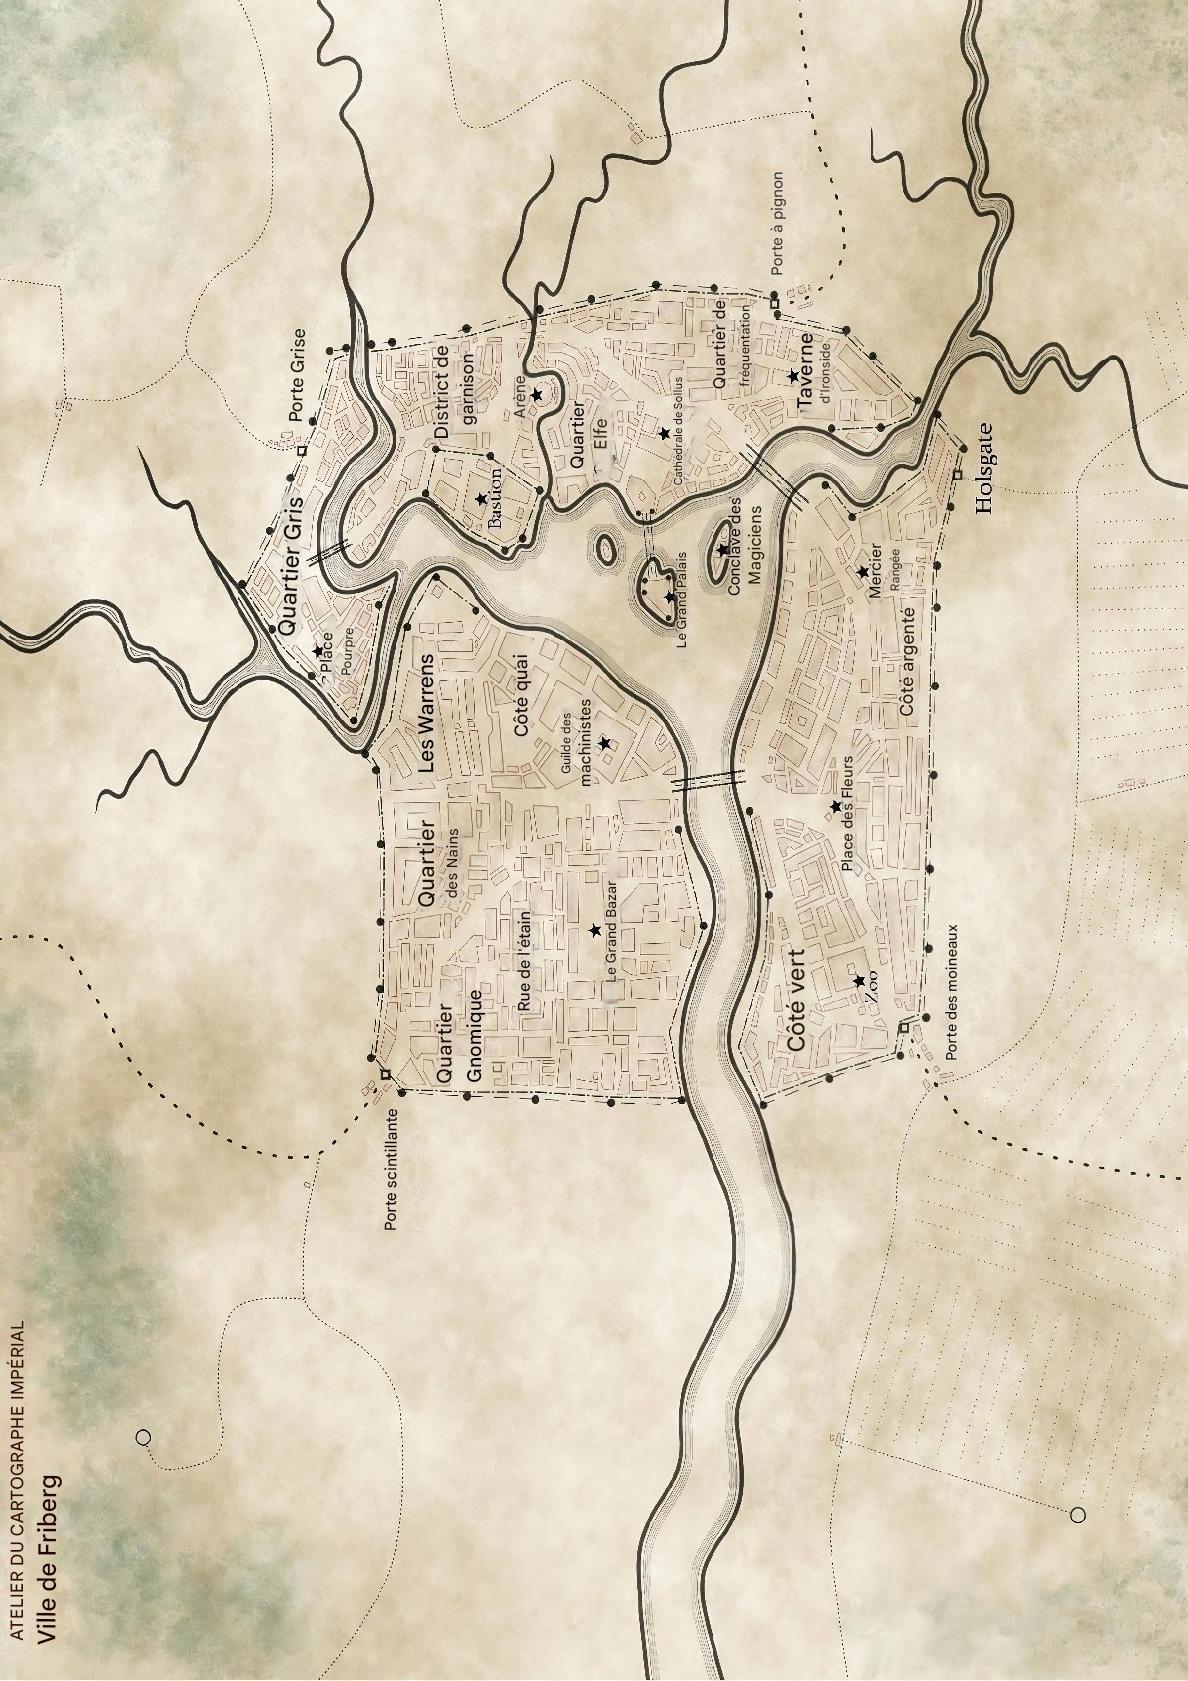 ATELIER DU CARTOGRAPHE IMPÉRIAL
Ville de Friberg
Porte scintillante
Quartier
Gnomique
Rue de l'étain
Le Grand Bazar
Quartier
des Nains
Les Warrens
Côté quai
Guilde des
machinistes
Place
Pourpre
Quartier Gris
Porte Grise
District de
garnison
Bastion
Arène
Quartier
Elfe
Cathédrale de Sollus
Quartier de
fréquentation
Porte à pignon
Taverne
d'Ironside
Le Grand Palais
Conclave des
Magiciens
Holsgate
Mercier
Rangée
Côté argenté
Place des Fleurs
Côté vert
Zoo
Porte des moineaux